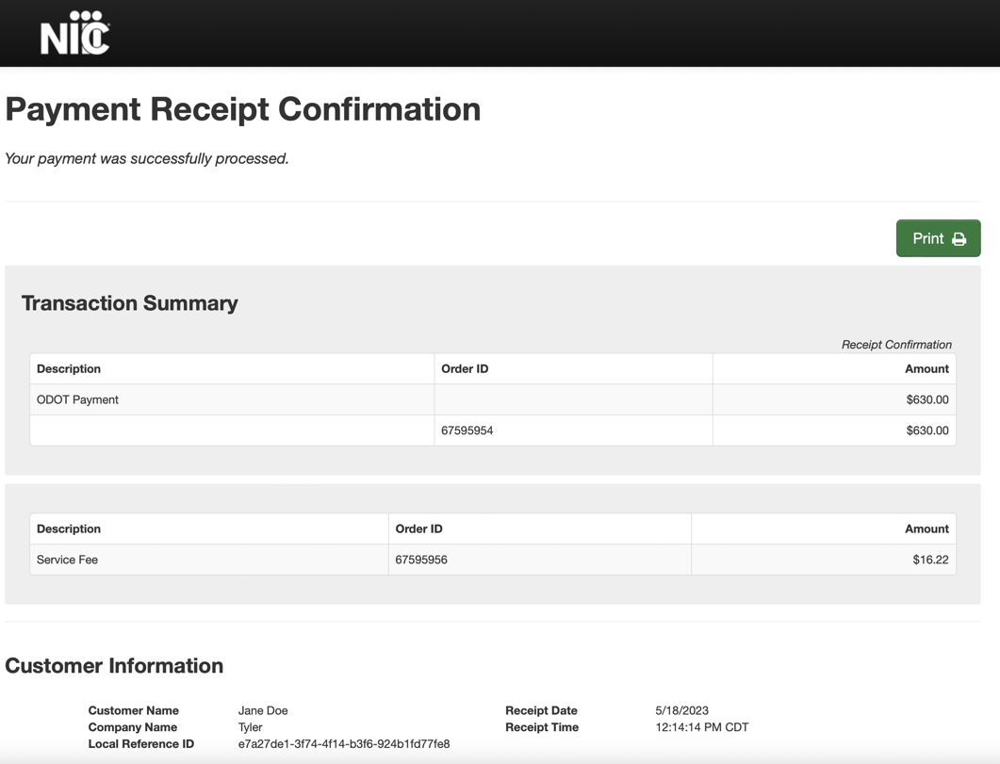 NIC
Payment Receipt Confirmation
Your payment was successfully processed.
Print
Transaction Summary
Receipt Confirmation
Description Order ID Amount
ODOT Payment $630.00
67595954 $630.00
Description Order ID Amount
Service Fee 67595956 $16.22
Customer Information
Customer Name Jane Doe Receipt Date 5/18/2023
Company Name Tyler Receipt Time 12:14:14 PM CDT
Local Reference ID e7a27de1-3f74-4f14-b3f6-924b1fd77fe8